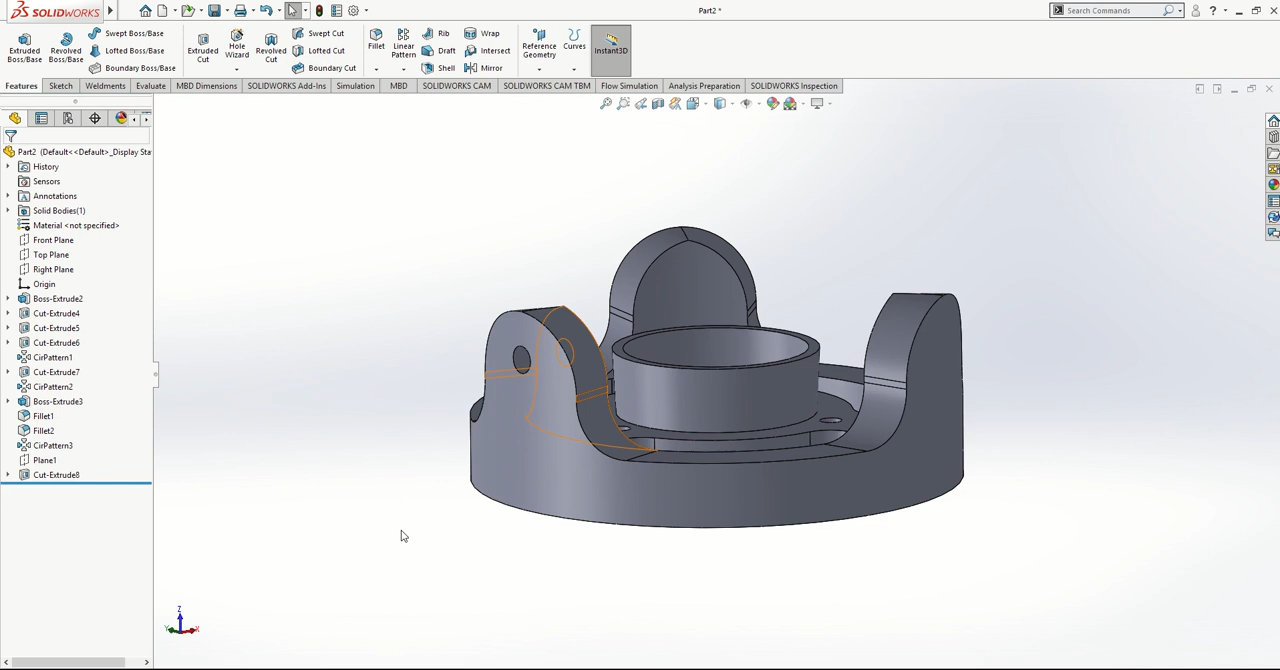 SOLIDWORKS
Part2 *
Search Commands
Extruded Boss/Base
Revolved Boss/Base
Swept Boss/Base
Lofted Boss/Base
Boundary Boss/Base
Extruded Cut
Hole Wizard
Revolved Cut
Swept Cut
Lofted Cut
Boundary Cut
Fillet
Linear Pattern
Rib
Draft
Shell
Wrap
Intersect
Mirror
Reference Geometry
Curves
Instant3D
Features
Sketch
Weldments
Evaluate
MBD Dimensions
SOLIDWORKS Add-Ins
Simulation
MBD
SOLIDWORKS CAM
SOLIDWORKS CAM TBM
Flow Simulation
Analysis Preparation
SOLIDWORKS Inspection
Part2 (Default<<Default>_Display Sta
History
Sensors
Annotations
Solid Bodies(1)
Material <not specified>
Front Plane
Top Plane
Right Plane
Origin
Boss-Extrude2
Cut-Extrude4
Cut-Extrude5
Cut-Extrude6
CirPattern1
Cut-Extrude7
CirPattern2
Boss-Extrude3
Fillet1
Fillet2
CirPattern3
Plane1
Cut-Extrude8
Z
Y
X